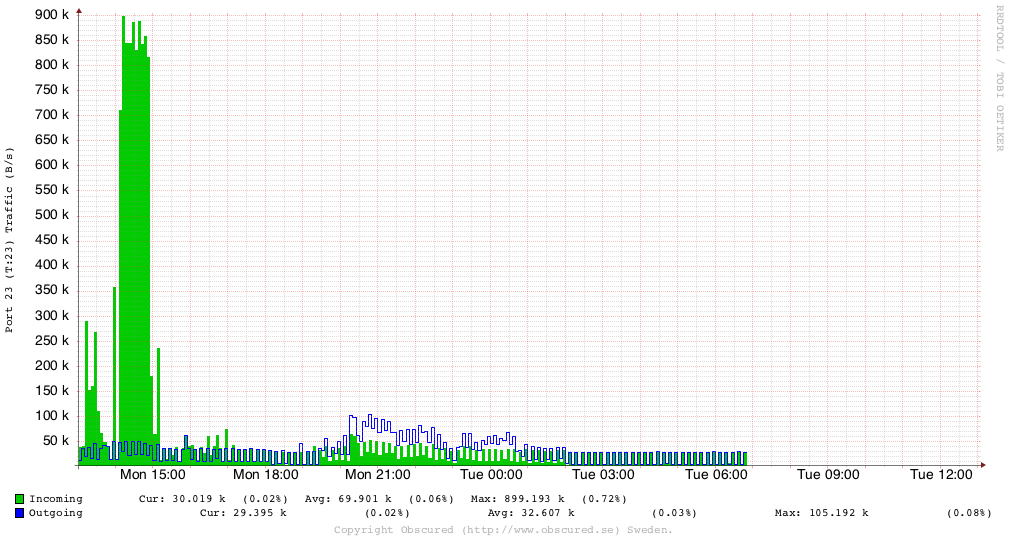 900 k
850 k
800 k
750 k
700 k
650 k
600 k
550 k
500 k
450 k
400 k
350 k
300 k
250 k
200 k
150 k
100 k
50 k
Port 23 (T:23) Traffic (B/s)
RRDTOOL / TOBI OETIKER
Mon 15:00 Mon 18:00 Mon 21:00 Tue 00:00 Tue 03:00 Tue 06:00 Tue 09:00 Tue 12:00
Incoming Cur: 30.019 k (0.02%) Avg: 69.901 k (0.06%) Max: 899.193 k (0.72%)
Outgoing Cur: 29.395 k (0.02%) Avg: 32.607 k (0.03%) Max: 105.192 k (0.08%)
Copyright Obscured (http://www.obscured.se) Sweden.